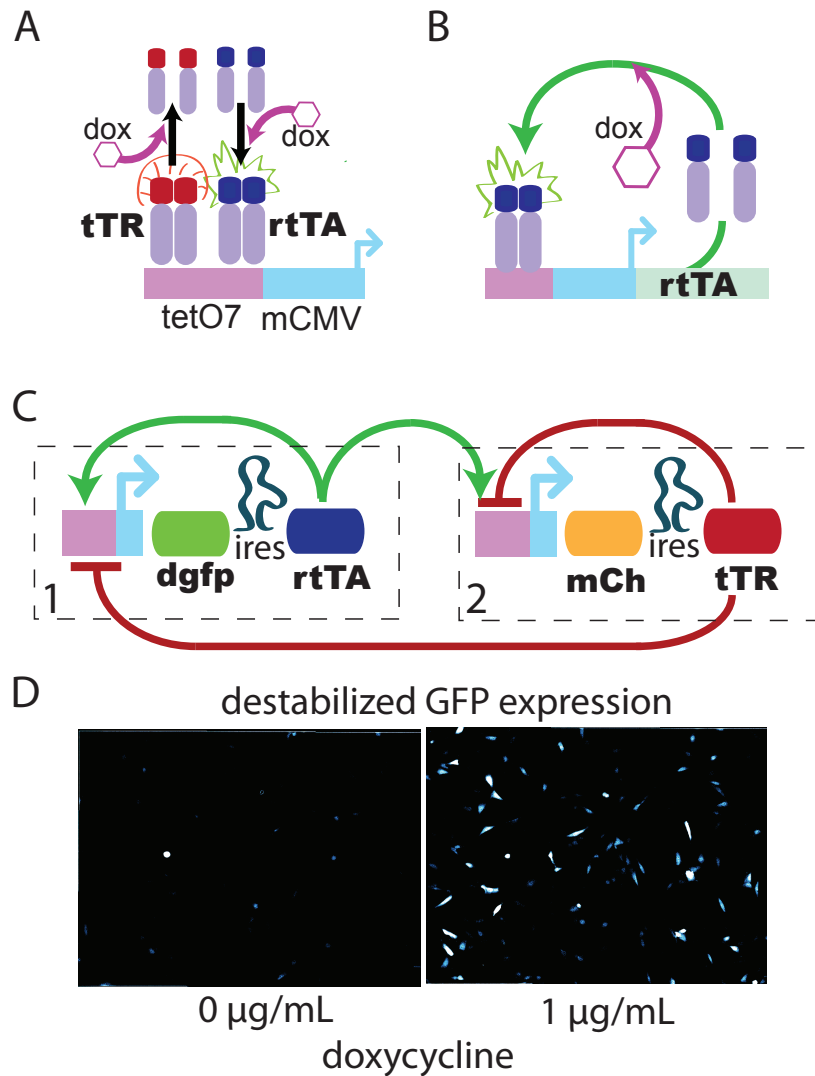 A
B
dox
dox
dox
tTR
rtTA
tetO7
mCMV
rtTA
C
ires
ires
dgfp
rtTA
mCh
tTR
1
2
D
destabilized GFP expression
0 µg/mL
1 µg/mL
doxycycline